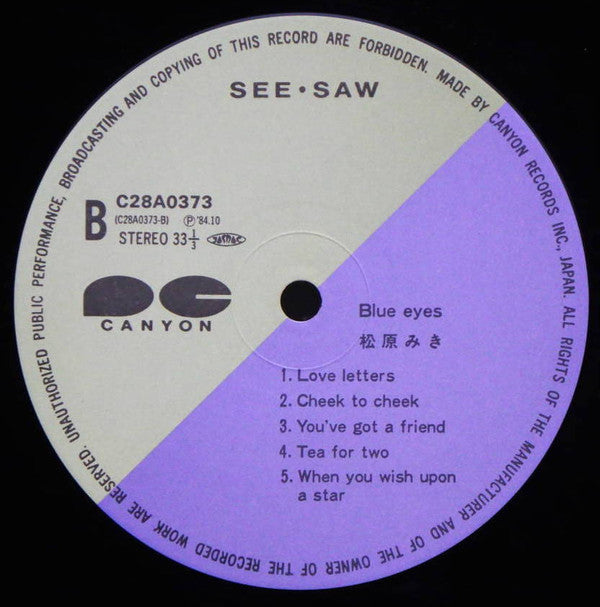 UNAUTHORIZED PUBLIC PERFORMANCE, BROADCASTING AND COPYING OF THIS RECORD ARE FORBIDDEN. MADE BY CANYON RECORDS INC., JAPAN. ALL RIGHTS OF THE MANUFACTURER AND OF THE OWNER OF THE RECORDED WORK ARE RESERVED.
SEE・SAW
B
C28A0373
(C28A0373-B) Ⓟ'84.10
STEREO 33 1/3
CANYON
Blue eyes
松原みき
1. Love letters
2. Cheek to cheek
3. You've got a friend
4. Tea for two
5. When you wish upon
a star